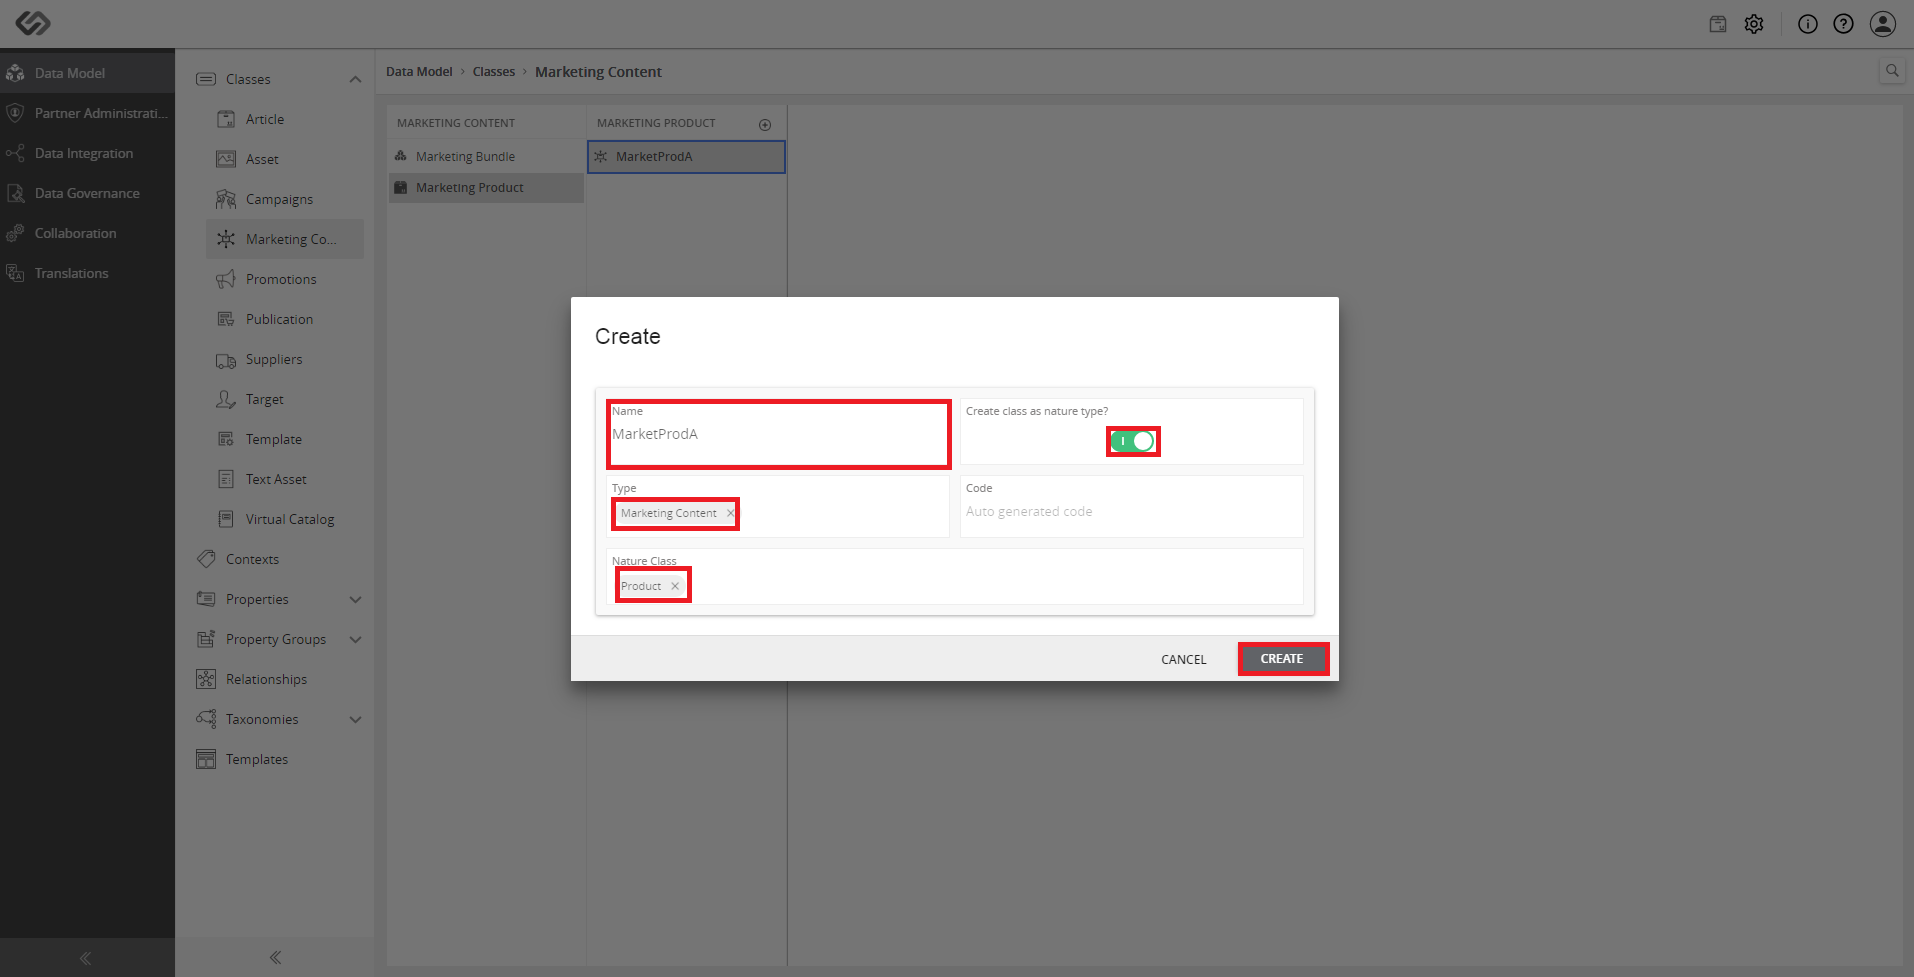 Data Model
Partner Administrati...
Data Integration
Data Governance
Collaboration
Translations
Classes
Article
Asset
Campaigns
Marketing Co...
Promotions
Publication
Suppliers
Target
Template
Text Asset
Virtual Catalog
Contexts
Properties
Property Groups
Relationships
Taxonomies
Templates
Data Model › Classes › Marketing Content
MARKETING CONTENT
Marketing Bundle
Marketing Product
MARKETING PRODUCT
MarketProdA
Create
Name
MarketProdA
Create class as nature type?
Type
Marketing Content ×
Code
Auto generated code
Nature Class
Product ×
CANCEL
CREATE